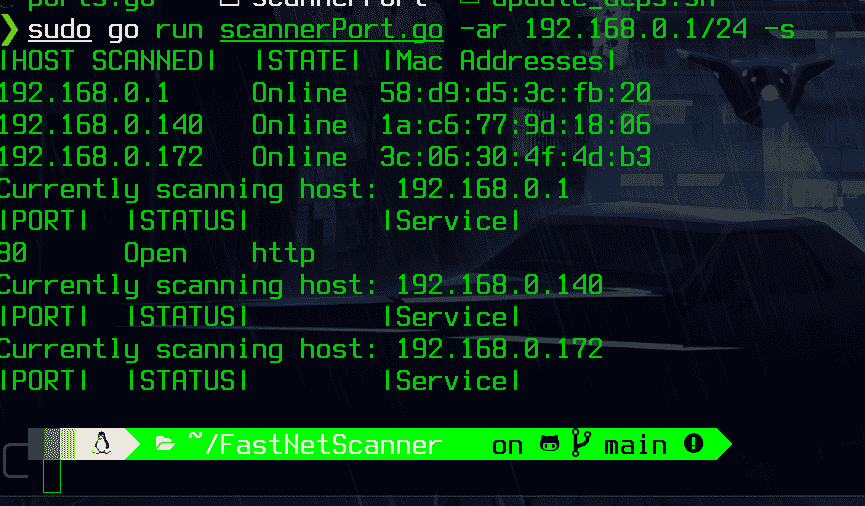 ports.go scannerPort update_deps.sh
❯ sudo go run scannerPort.go -ar 192.168.0.1/24 -s
|HOST SCANNED| |STATE| |Mac Addresses|
192.168.0.1 Online 58:d9:d5:3c:fb:20
192.168.0.140 Online 1a:c6:77:9d:18:06
192.168.0.172 Online 3c:06:30:4f:4d:b3
Currently scanning host: 192.168.0.1
|PORT| |STATUS| |Service|
80 Open http
Currently scanning host: 192.168.0.140
|PORT| |STATUS| |Service|
Currently scanning host: 192.168.0.172
|PORT| |STATUS| |Service|
~/FastNetScanner on main